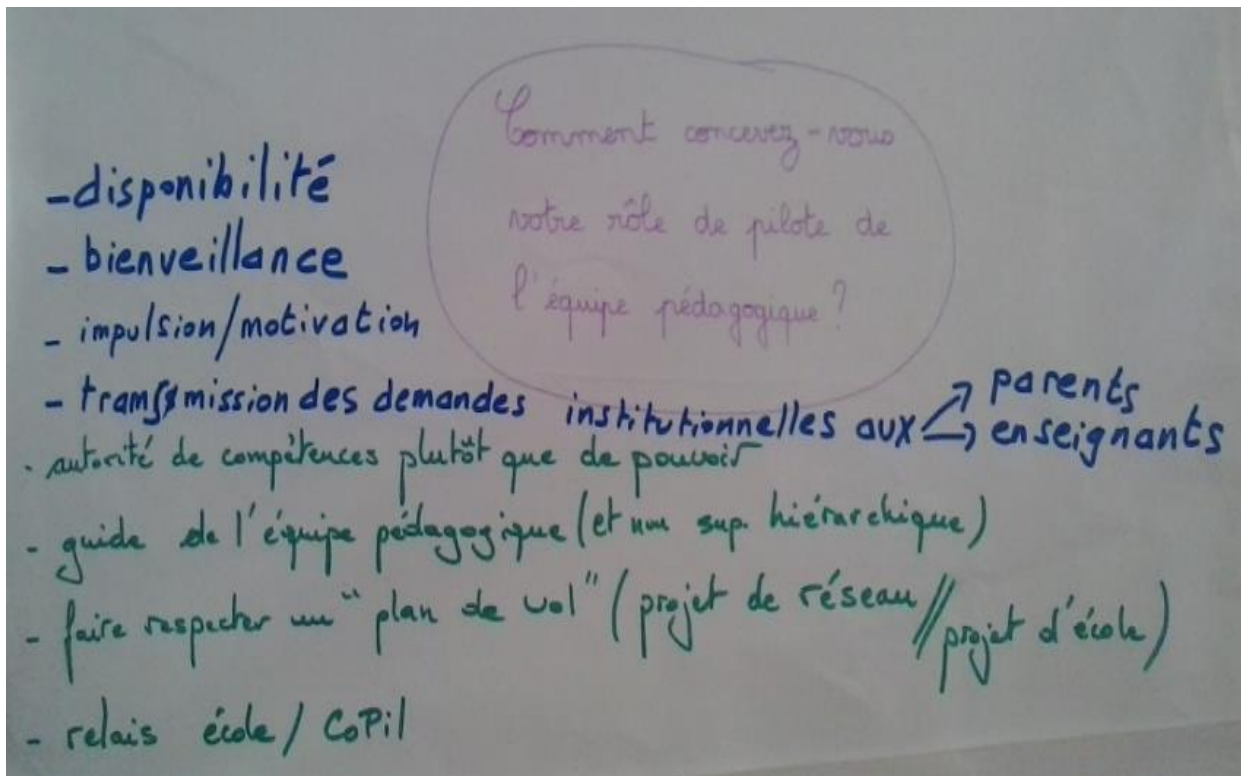 Comment concevez-vous
votre rôle de pilote de
l'équipe pédagogique ?
- disponibilité
- bienveillance
- impulsion/motivation
- transmission des demandes institutionnelles aux → parents
→ enseignants
- autorité de compétences plutôt que de pouvoir
- guide de l'équipe pédagogique (et non sup. hiérarchique)
- faire respecter un "plan de vol" (projet de réseau // projet d'école)
- relais école / CoPil